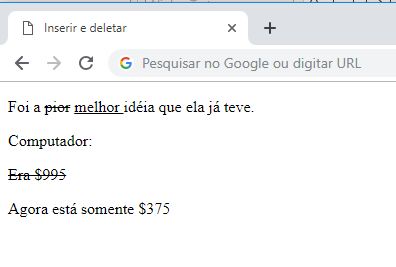 Inserir e deletar
Pesquisar no Google ou digitar URL
Foi a pior melhor idéia que ela já teve.
Computador:
Era $995
Agora está somente $375